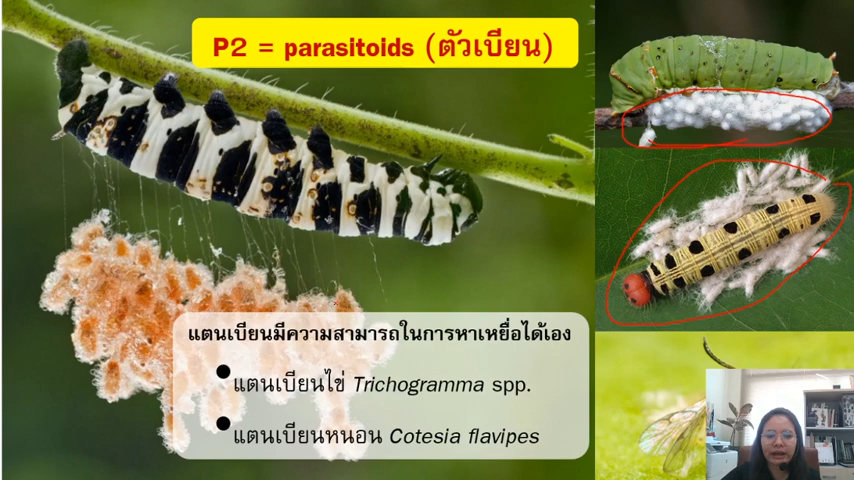 P2 = parasitoids (ตัวเบียน)
แตนเบียนมีความสามารถในการหาเหยื่อได้เอง
แตนเบียนไข่ Trichogramma spp.
แตนเบียนหนอน Cotesia flavipes